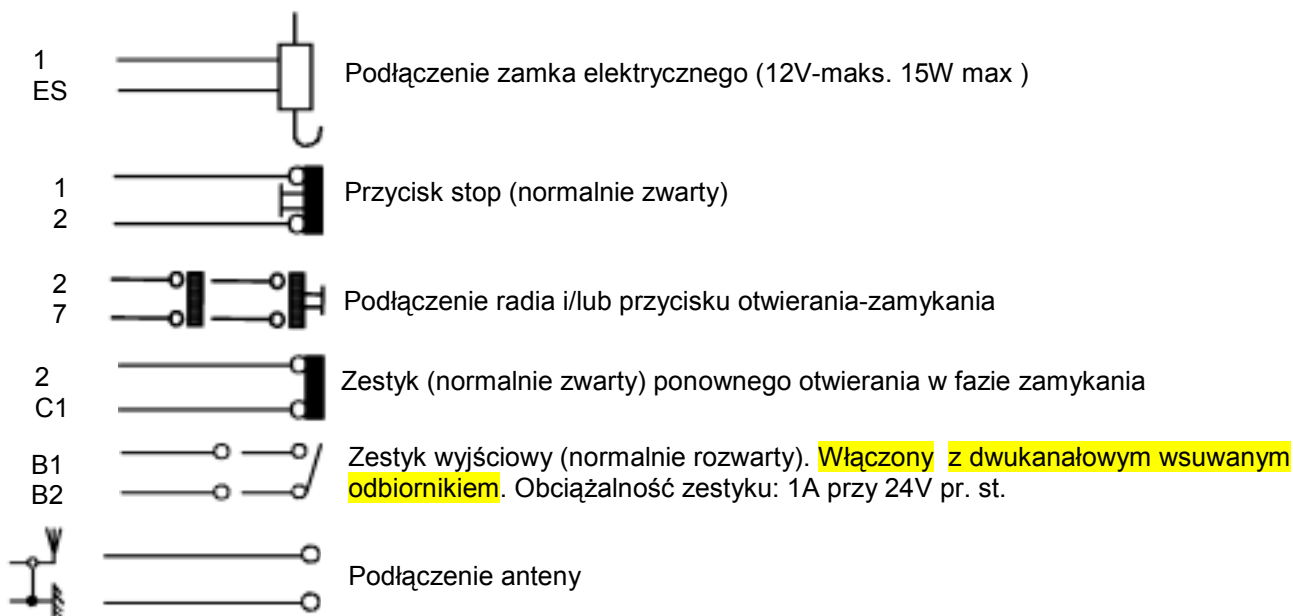 1
ES
Podłączenie zamka elektrycznego (12V-maks. 15W max )
1
2
Przycisk stop (normalnie zwarty)
2
7
Podłączenie radia i/lub przycisku otwierania-zamykania
2
C1
Zestyk (normalnie zwarty) ponownego otwierania w fazie zamykania
B1
B2
Zestyk wyjściowy (normalnie rozwarty). Włączony z dwukanałowym wsuwanym
odbiornikiem. Obciążalność zestyku: 1A przy 24V pr. st.
Podłączenie anteny